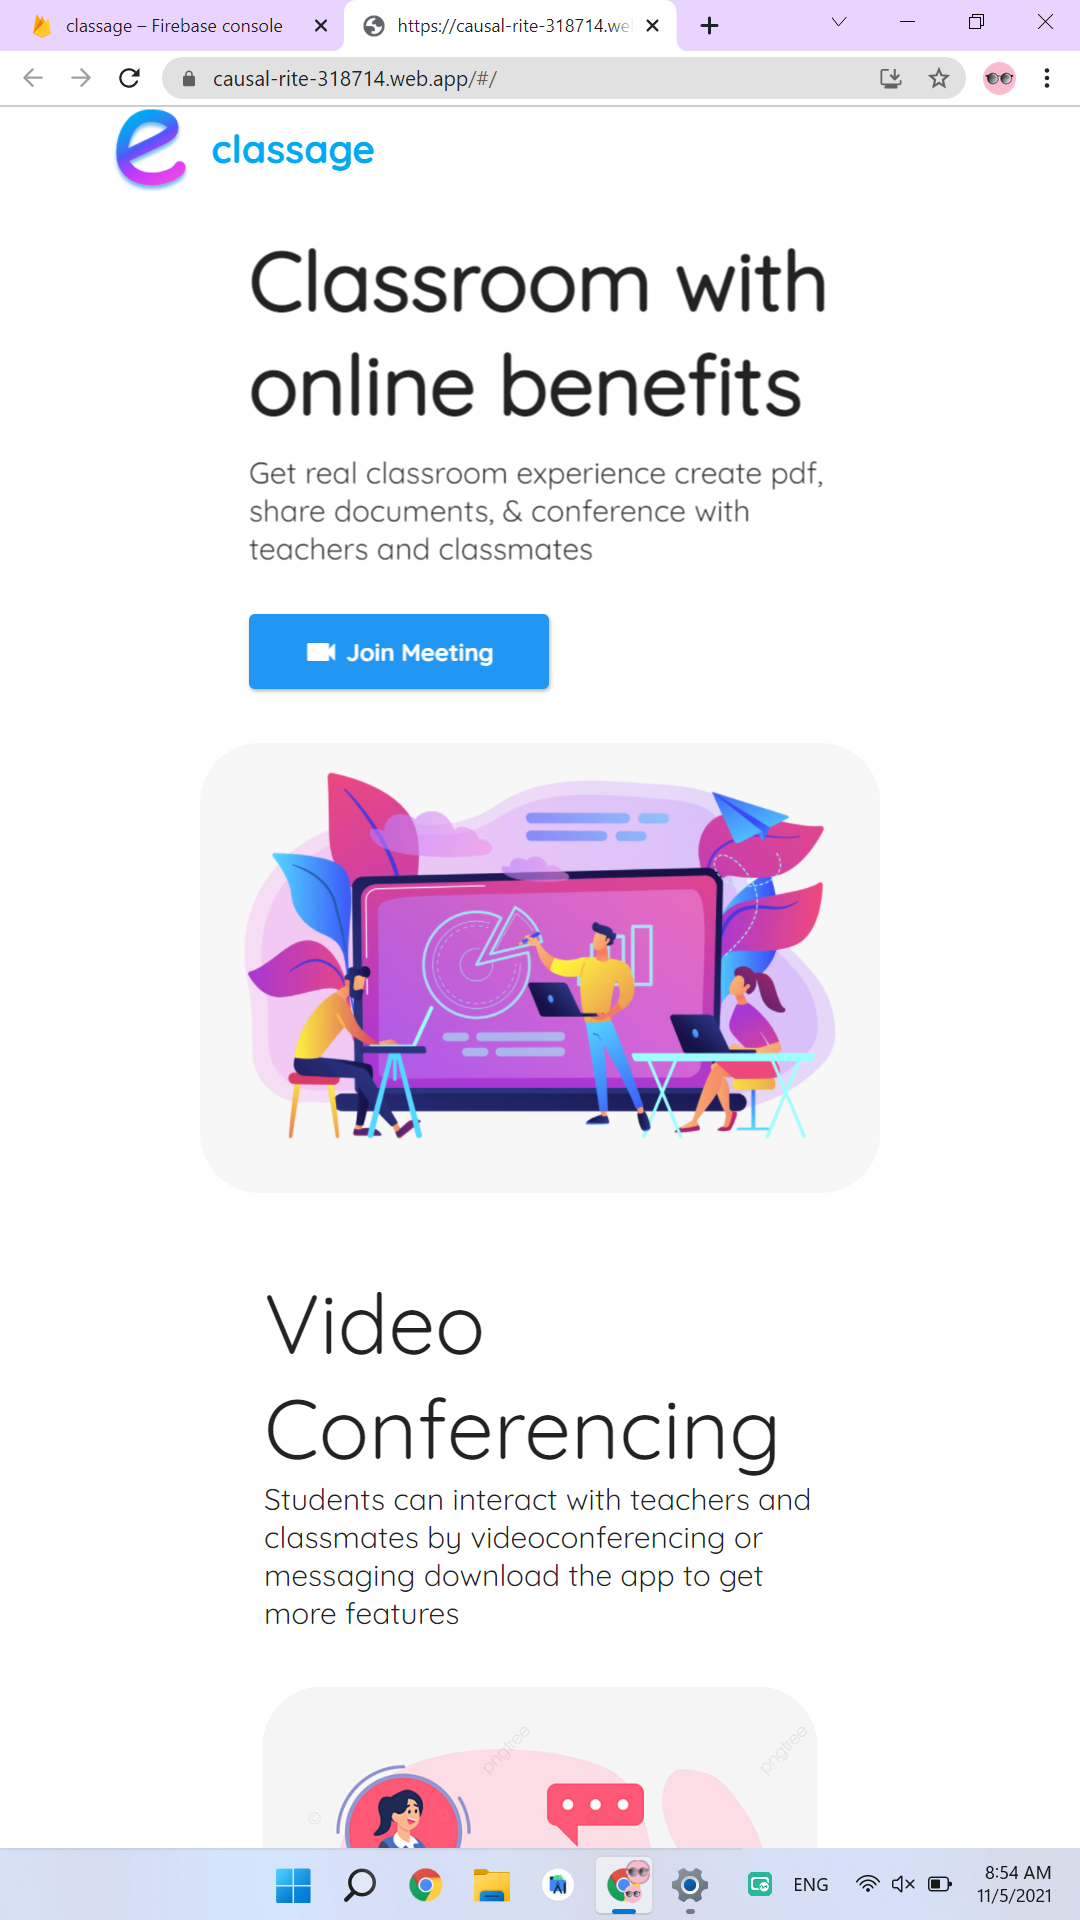 classage – Firebase console
https://causal-rite-318714.we
causal-rite-318714.web.app/#/
classage
Classroom with
online benefits
Get real classroom experience create pdf,
share documents, & conference with
teachers and classmates
Join Meeting
Video
Conferencing
Students can interact with teachers and
classmates by videoconferencing or
messaging download the app to get
more features
pngtree
pngtree
ENG
8:54 AM
11/5/2021